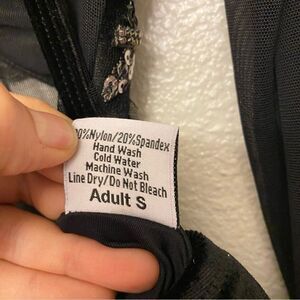 0%Nylon/20%Spandex
Hand Wash
Cold Water
Machine Wash
Line Dry/Do Not Bleach
Adult S